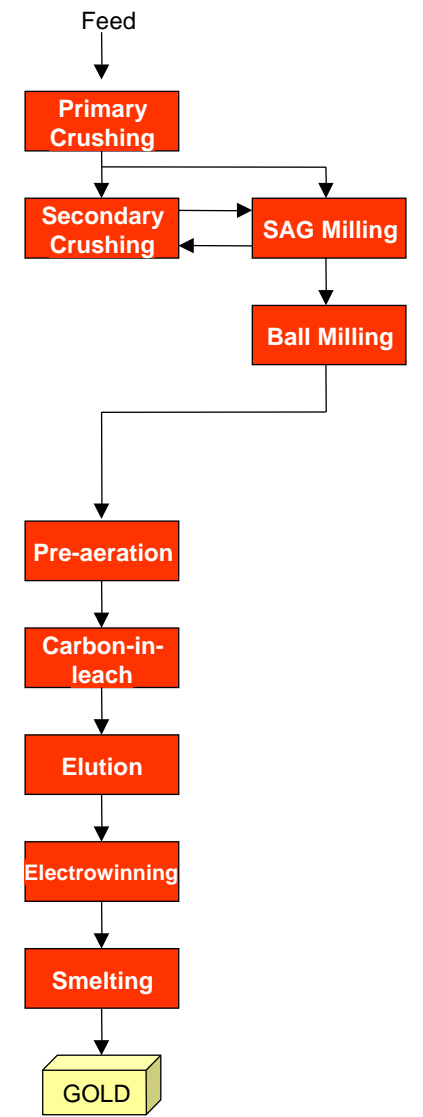 Feed
Primary
Crushing
Secondary
Crushing
SAG Milling
Ball Milling
Pre-aeration
Carbon-in-
leach
Elution
Electrowinning
Smelting
GOLD